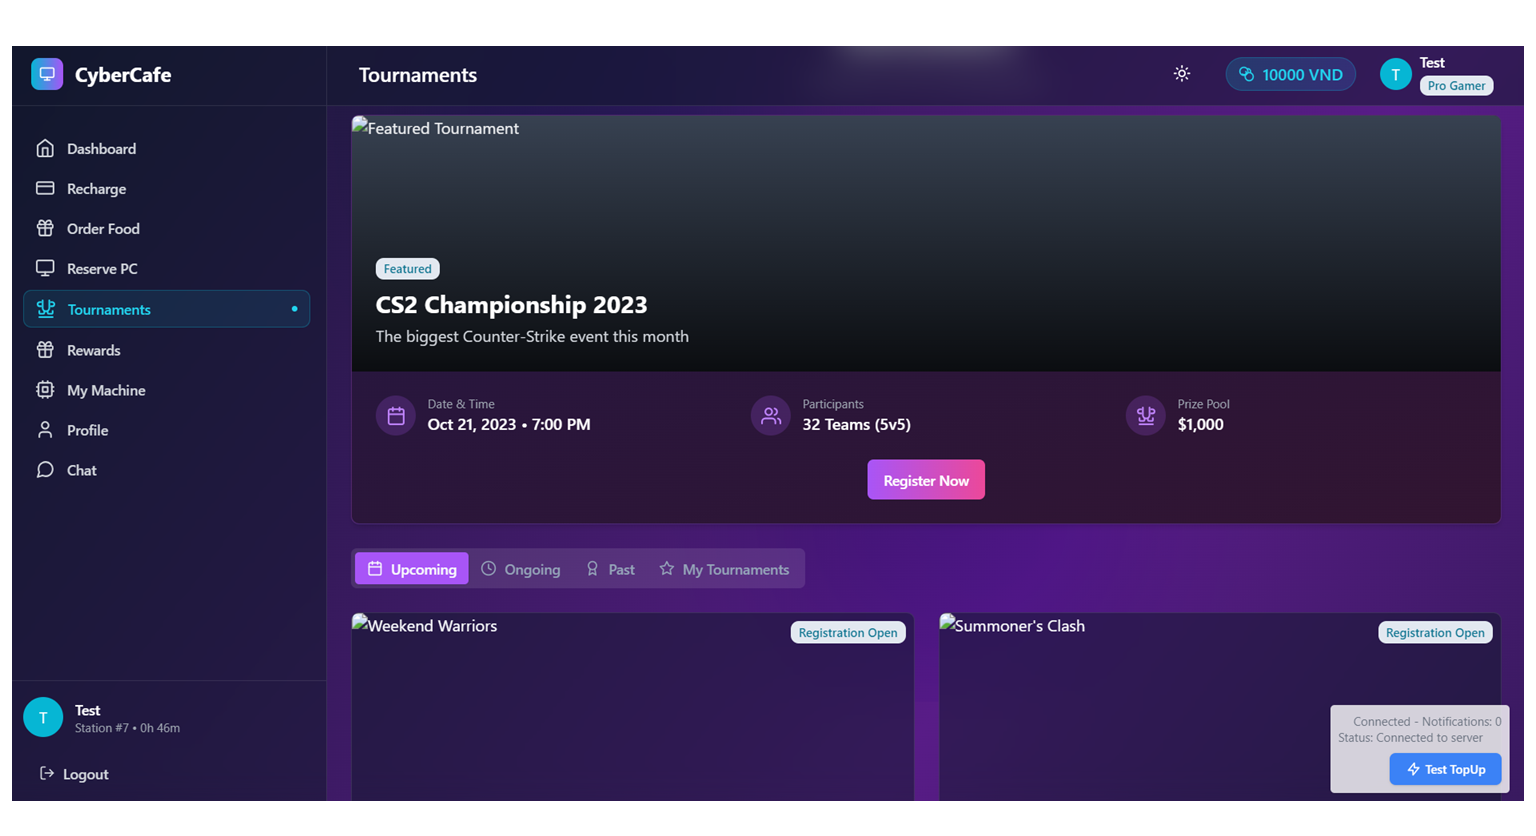 CyberCafe
Tournaments
10000 VND
T
Test
Pro Gamer
Dashboard
Recharge
Order Food
Reserve PC
Tournaments
Rewards
My Machine
Profile
Chat
Test
T
Station #7 • 0h 46m
Logout
Featured Tournament
Featured
CS2 Championship 2023
The biggest Counter-Strike event this month
Date & Time
Oct 21, 2023 • 7:00 PM
Participants
32 Teams (5v5)
Prize Pool
$1,000
Register Now
Upcoming
Ongoing
Past
My Tournaments
Weekend Warriors
Registration Open
Summoner's Clash
Registration Open
Connected - Notifications: 0
Status: Connected to server
Test TopUp